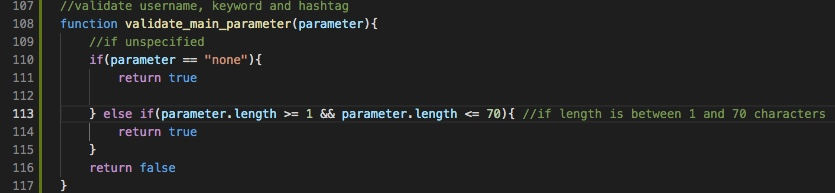 107 //validate username, keyword and hashtag
108 function validate_main_parameter(parameter){
109     //if unspecified
110     if(parameter == "none"){
111         return true
112
113     } else if(parameter.length >= 1 && parameter.length <= 70){ //if length is between 1 and 70 characters
114         return true
115     }
116     return false
117 }